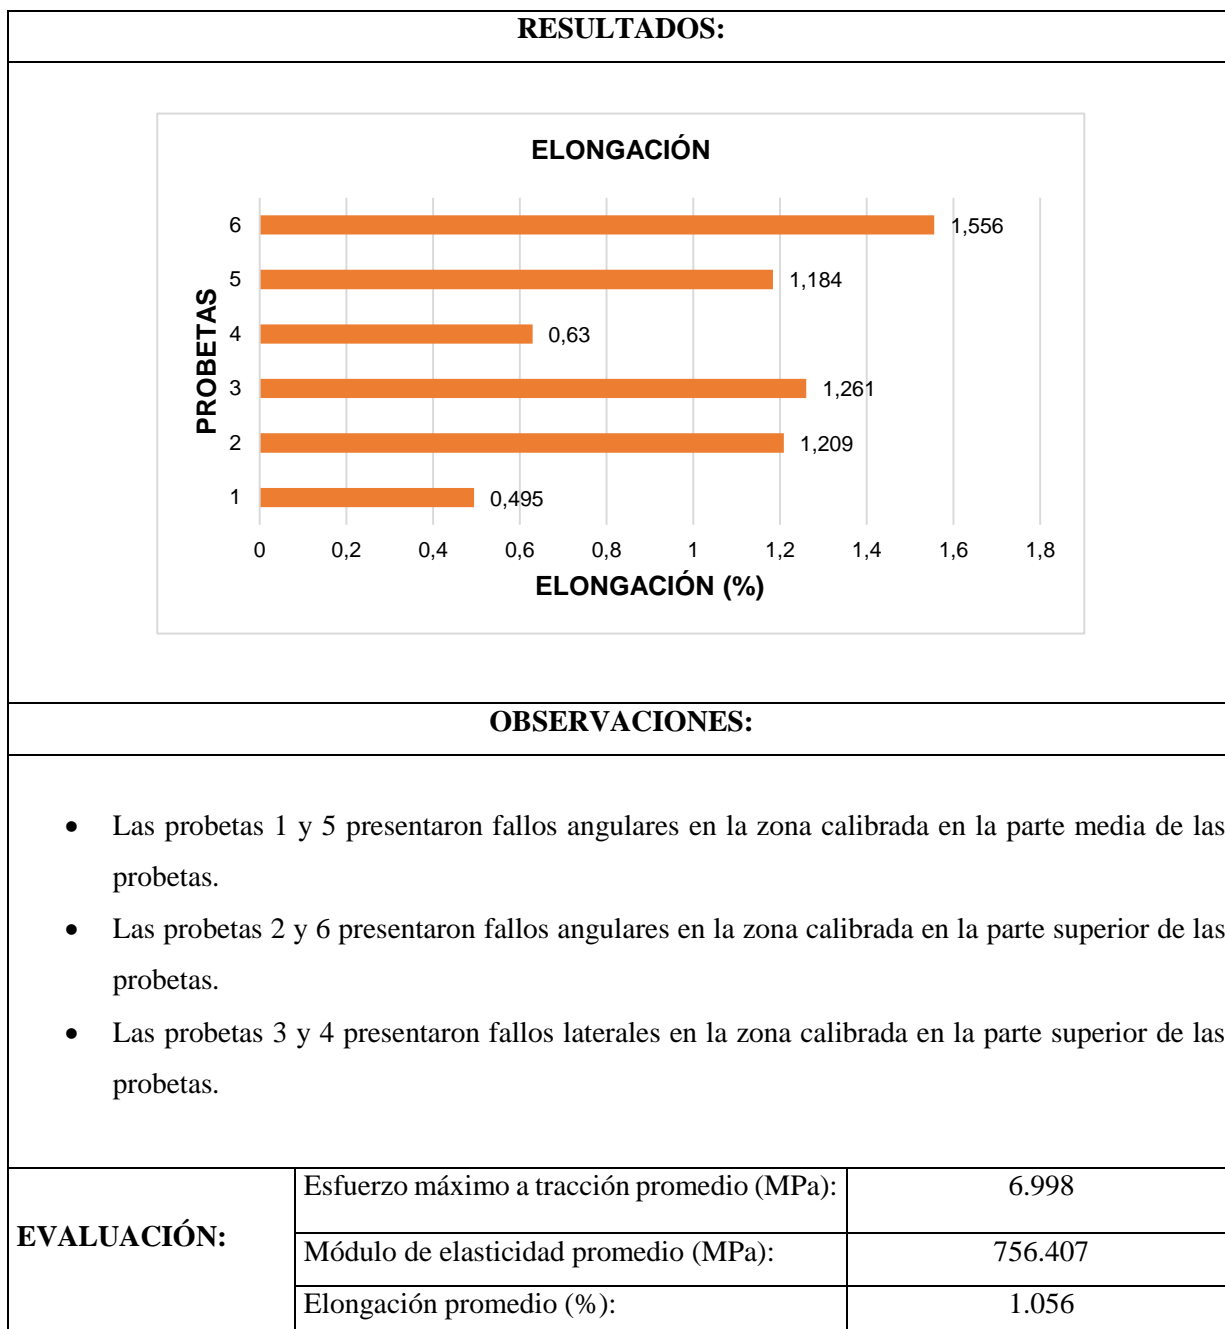 RESULTADOS:
ELONGACIÓN
PROBETAS
6
1,556
5
1,184
4
0,63
3
1,261
2
1,209
1
0,495
0 0,2 0,4 0,6 0,8 1 1,2 1,4 1,6 1,8
ELONGACIÓN (%)
OBSERVACIONES:
• Las probetas 1 y 5 presentaron fallos angulares en la zona calibrada en la parte media de las
probetas.
• Las probetas 2 y 6 presentaron fallos angulares en la zona calibrada en la parte superior de las
probetas.
• Las probetas 3 y 4 presentaron fallos laterales en la zona calibrada en la parte superior de las
probetas.
EVALUACIÓN:
Esfuerzo máximo a tracción promedio (MPa): 6.998
Módulo de elasticidad promedio (MPa): 756.407
Elongación promedio (%): 1.056